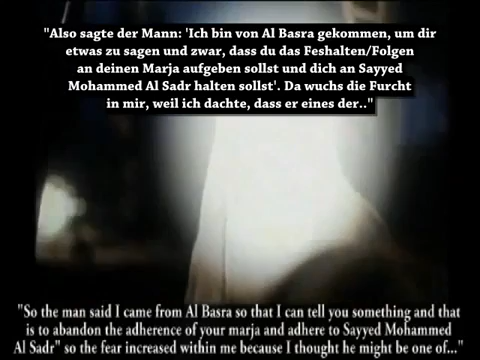 "Also sagte der Mann: 'Ich bin von Al Basra gekommen, um dir
etwas zu sagen und zwar, dass du das Feshalten/Folgen
an deinen Marja aufgeben sollst und dich an Sayyed
Mohammed Al Sadr halten sollst'. Da wuchs die Furcht
in mir, weil ich dachte, dass er eines der.."
"So the man said I came from Al Basra so that I can tell you something and that
is to abandon the adherence of your marja and adhere to Sayyed Mohammed
Al Sadr" so the fear increased within me because I thought he might be one of..."